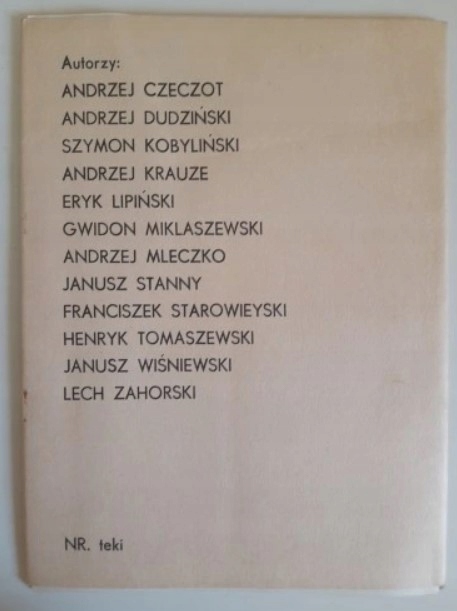 Autorzy:
ANDRZEJ CZECZOT
ANDRZEJ DUDZIŃSKI
SZYMON KOBYLIŃSKI
ANDRZEJ KRAUZE
ERYK LIPIŃSKI
GWIDON MIKLASZEWSKI
ANDRZEJ MLECZKO
JANUSZ STANNY
FRANCISZEK STAROWIEYSKI
HENRYK TOMASZEWSKI
JANUSZ WIŚNIEWSKI
LECH ZAHORSKI
NR. teki